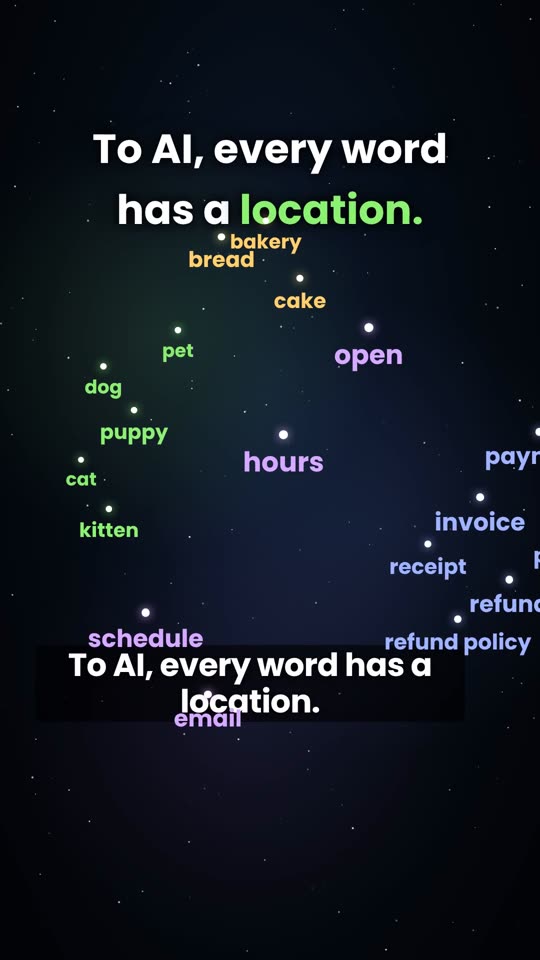 To AI, every word
has a location.
bakery
bread
cake
pet
open
dog
puppy
hours
cat
invoice
kitten
receipt
schedule
refund policy
To AI, every word has a
location.
email